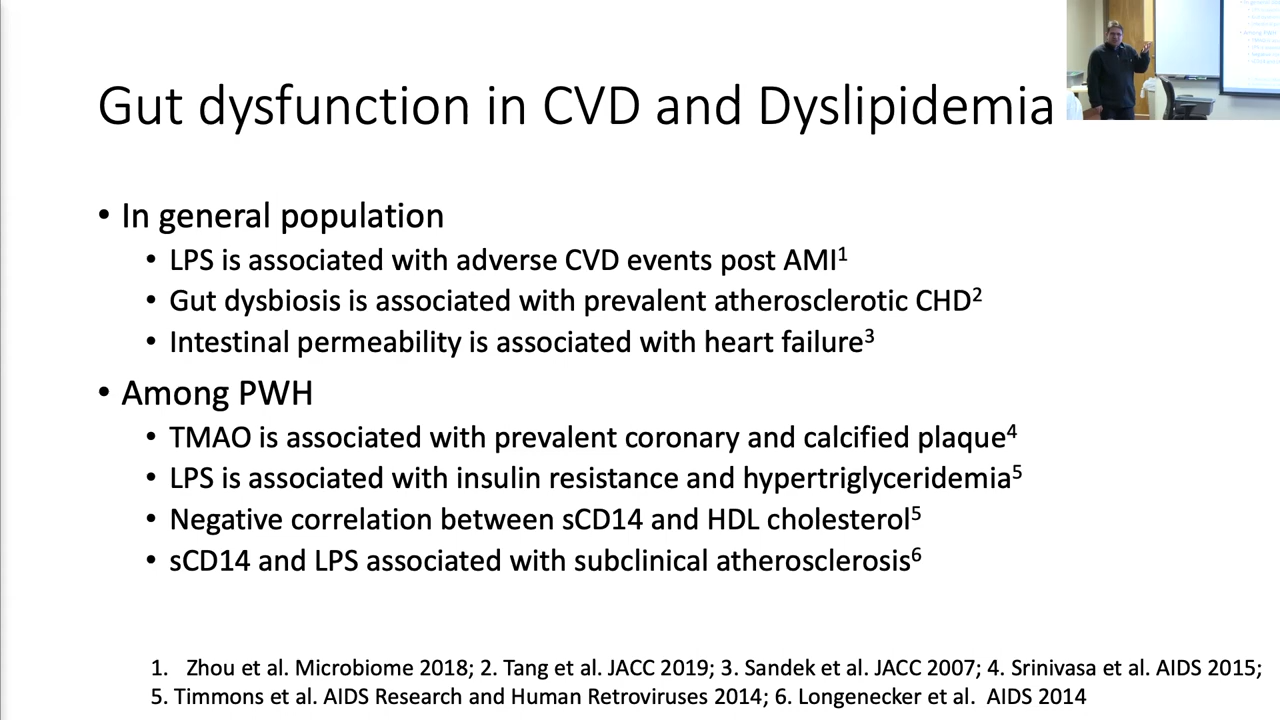 Gut dysfunction in CVD and Dyslipidemia
• In general population
• LPS is associated with adverse CVD events post AMI¹
• Gut dysbiosis is associated with prevalent atherosclerotic CHD²
• Intestinal permeability is associated with heart failure³
• Among PWH
• TMAO is associated with prevalent coronary and calcified plaque⁴
• LPS is associated with insulin resistance and hypertriglyceridemia⁵
• Negative correlation between sCD14 and HDL cholesterol⁵
• sCD14 and LPS associated with subclinical atherosclerosis⁶
1. Zhou et al. Microbiome 2018; 2. Tang et al. JACC 2019; 3. Sandek et al. JACC 2007; 4. Srinivasa et al. AIDS 2015;
5. Timmons et al. AIDS Research and Human Retroviruses 2014; 6. Longenecker et al. AIDS 2014